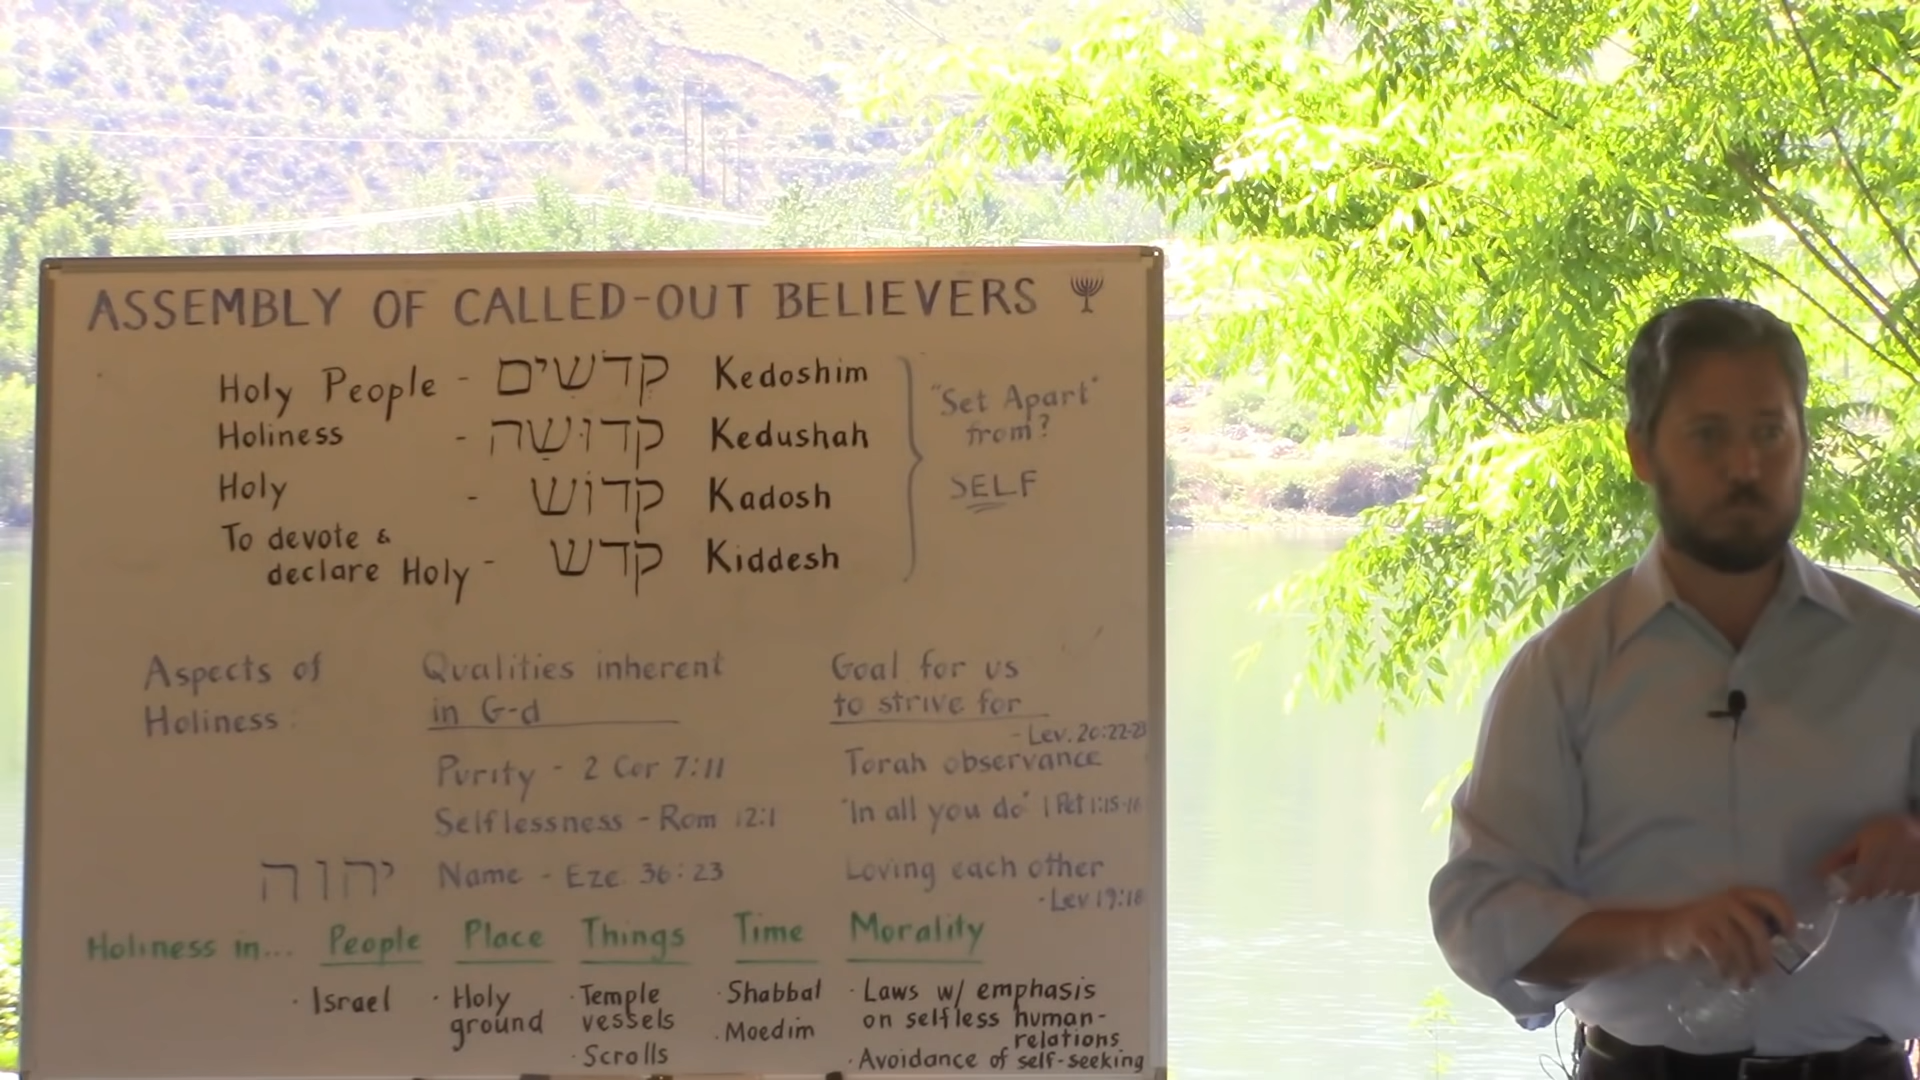 ASSEMBLY OF CALLED-OUT BELIEVERS
Holy People - קְדֹשִׁים Kedoshim
Holiness - קדוּשָה Kedushah
Holy - קדוֹש Kadosh
To devote &
declare Holy - קדש Kiddesh
"Set Apart"
from?
SELF
Aspects of
Holiness:
Qualities inherent
in G-d
Purity - 2 Cor 7:11
Selflessness - Rom 12:1
יהוה Name - Eze 36:23
Goal for us
to strive for
- Lev. 20:22-23
Torah observance
"In all you do" 1 Pet 1:15-16
Loving each other
- Lev 19:18
Holiness in... People Place Things Time Morality
· Israel
· Holy
ground
· Temple
vessels
· Scrolls
· Shabbat
· Moedim
· Laws w/ emphasis
on selfless human-
relations
· Avoidance of self-seeking